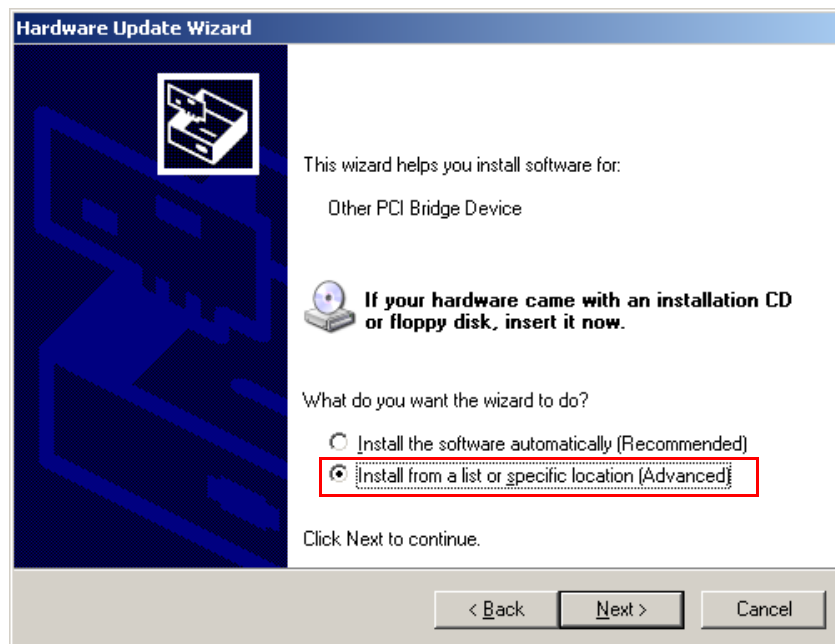 Hardware Update Wizard
This wizard helps you install software for:
Other PCI Bridge Device
If your hardware came with an installation CD
or floppy disk, insert it now.
What do you want the wizard to do?
Install the software automatically (Recommended)
Install from a list or specific location (Advanced)
Click Next to continue.
< Back
Next >
Cancel